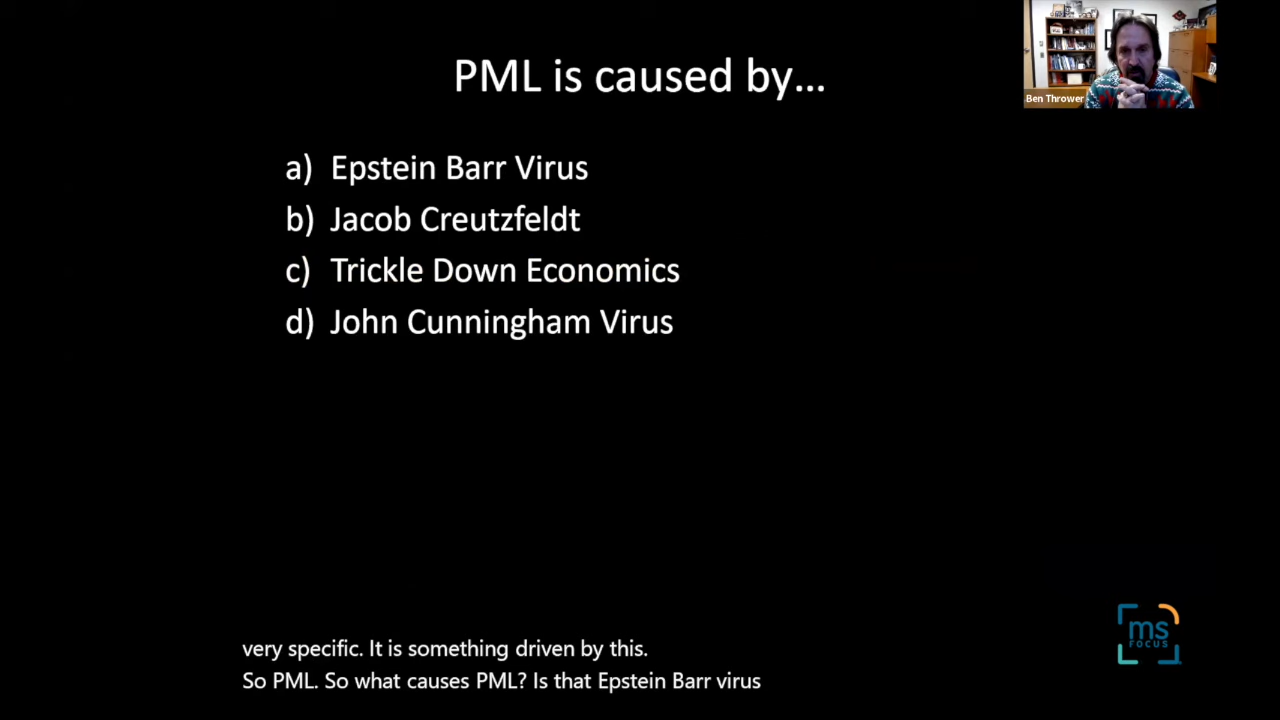 PML is caused by...
Ben Thrower
a) Epstein Barr Virus
b) Jacob Creutzfeldt
c) Trickle Down Economics
d) John Cunningham Virus
ms
FOCUS
very specific. It is something driven by this.
So PML. So what causes PML? Is that Epstein Barr virus